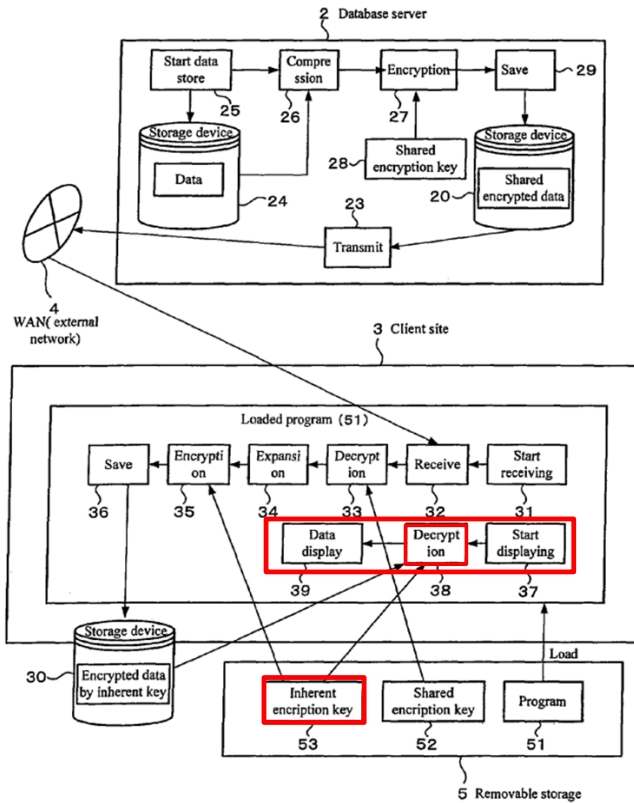 2 Database server
Start data
store
Compre
ssion
Encryption
Save
25
26
27
29
Storage device
Data
24
28
Shared
encryption key
Storage device
20
Shared
encrypted data
23
Transmit
4
WAN( external
network)
3 Client site
Loaded program (51)
Save
Encrypti
on
Expansi
on
Decrypt
ion
Receive
Start
receiving
36
35
34
33
32
31
Data
display
Decrypt
ion
Start
displaying
39
38
37
Storage device
30
Encrypted data
by inherent key
Load
Inherent
encription key
Shared
encription key
Program
53
52
51
5 Removable storage